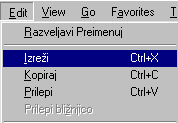 Edit View Go Favorites T
Razveljavi Preimenuj
Izreži Ctrl+X
Kopiraj Ctrl+C
Prilepi Ctrl+V
Prilepi bližnjico